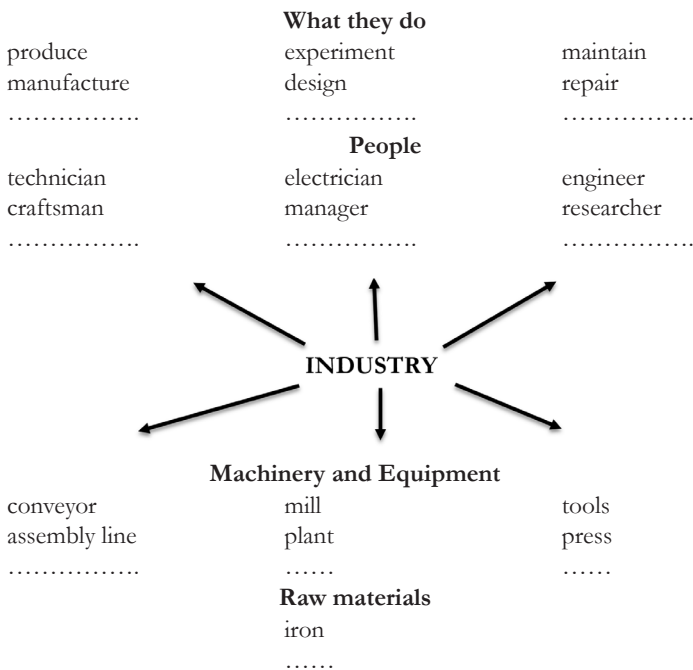 What they do
produce experiment maintain
manufacture design repair
……………. ……………. …………….
People
technician electrician engineer
craftsman manager researcher
……………. ……………. …………….
INDUSTRY
Machinery and Equipment
conveyor mill tools
assembly line plant press
……………. …… ……
Raw materials
iron
……